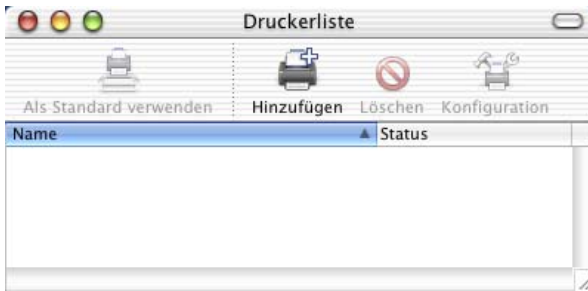 Druckerliste
Als Standard verwenden Hinzufügen Löschen Konfiguration
Name Status